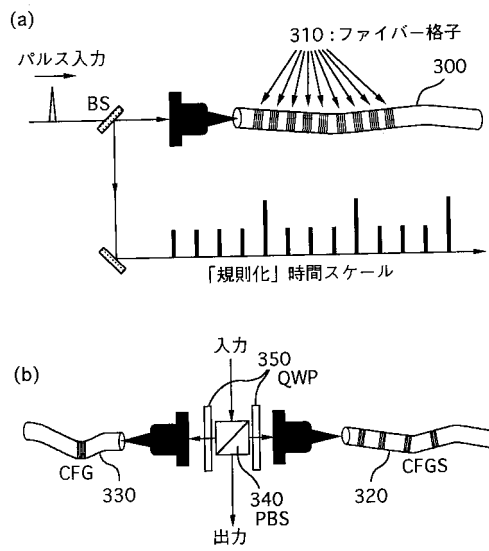 (a)
310:ファイバー格子
パルス入力
300
BS
「規則化」時間スケール
(b)
入力
350
QWP
CFG
330
340
PBS
320
CFGS
出力